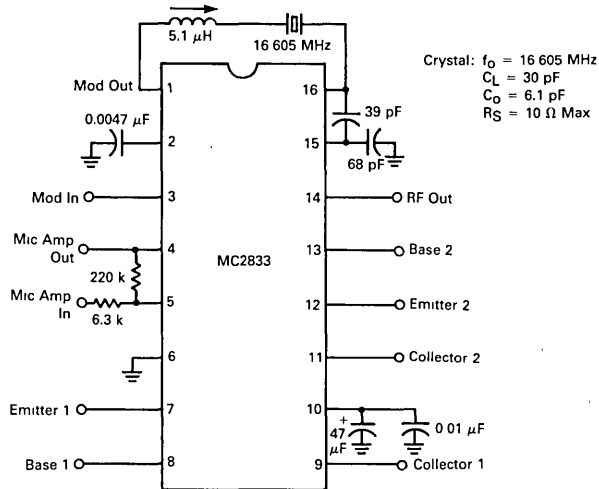 5.1 μH
16 605 MHz
Crystal: fo = 16 605 MHz
CL = 30 pF
Co = 6.1 pF
RS = 10 Ω Max
Mod Out
1
16
39 pF
0.0047 μF
2
15
68 pF
Mod In
3
14
RF Out
Mic Amp
Out
4
MC2833
13
Base 2
220 k
Mic Amp
In
5
12
Emitter 2
6.3 k
6
11
Collector 2
Emitter 1
7
10
+
47
μF
0 01 μF
Base 1
8
9
Collector 1